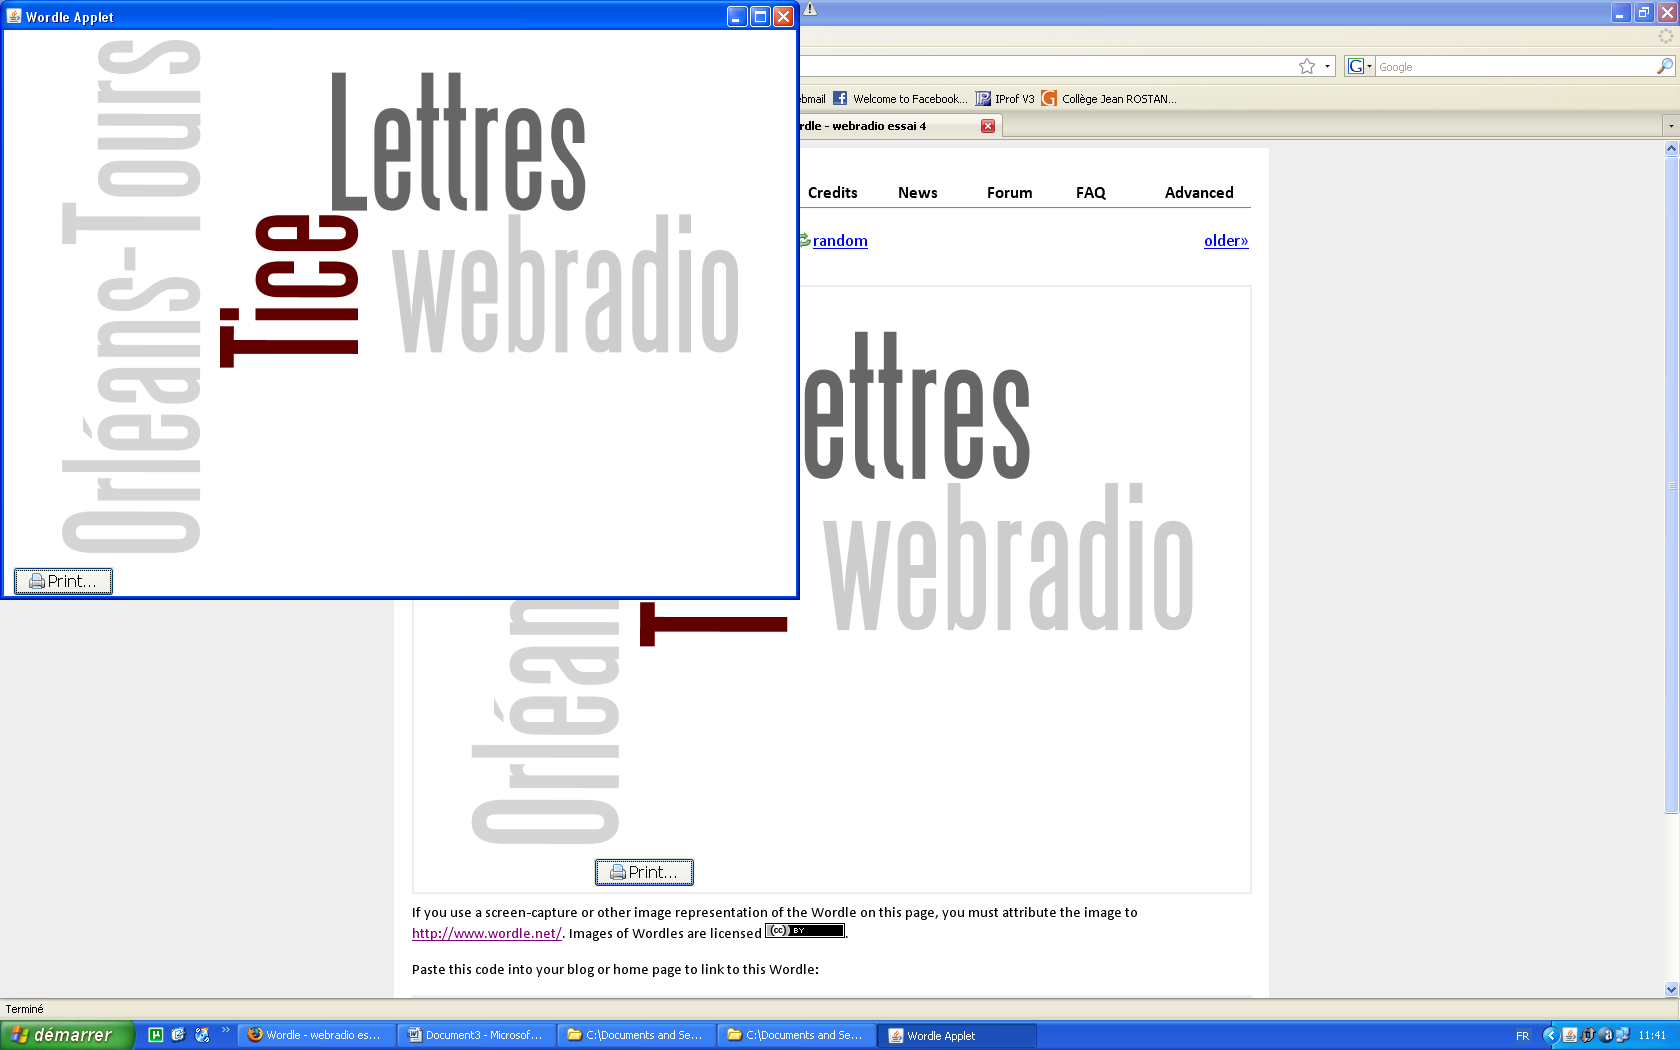 Wordle Applet
Orléans-Tours
Tice
Lettres
webradio
Print...
Google
Welcome to Facebook...
IProf V3
Collège Jean ROSTAN...
- webradio essai 4
Credits
News
Forum
FAQ
Advanced
random
older»
ettres
webradio
Orléan
T
Print...
If you use a screen-capture or other image representation of the Wordle on this page, you must attribute the image to
http://www.wordle.net/. Images of Wordles are licensed (cc) BY.
Paste this code into your blog or home page to link to this Wordle:
Terminé
démarrer
Wordle - webradio es...
Document3 - Microsof...
C:\Documents and Se...
C:\Documents and Se...
Wordle Applet
FR
11:41